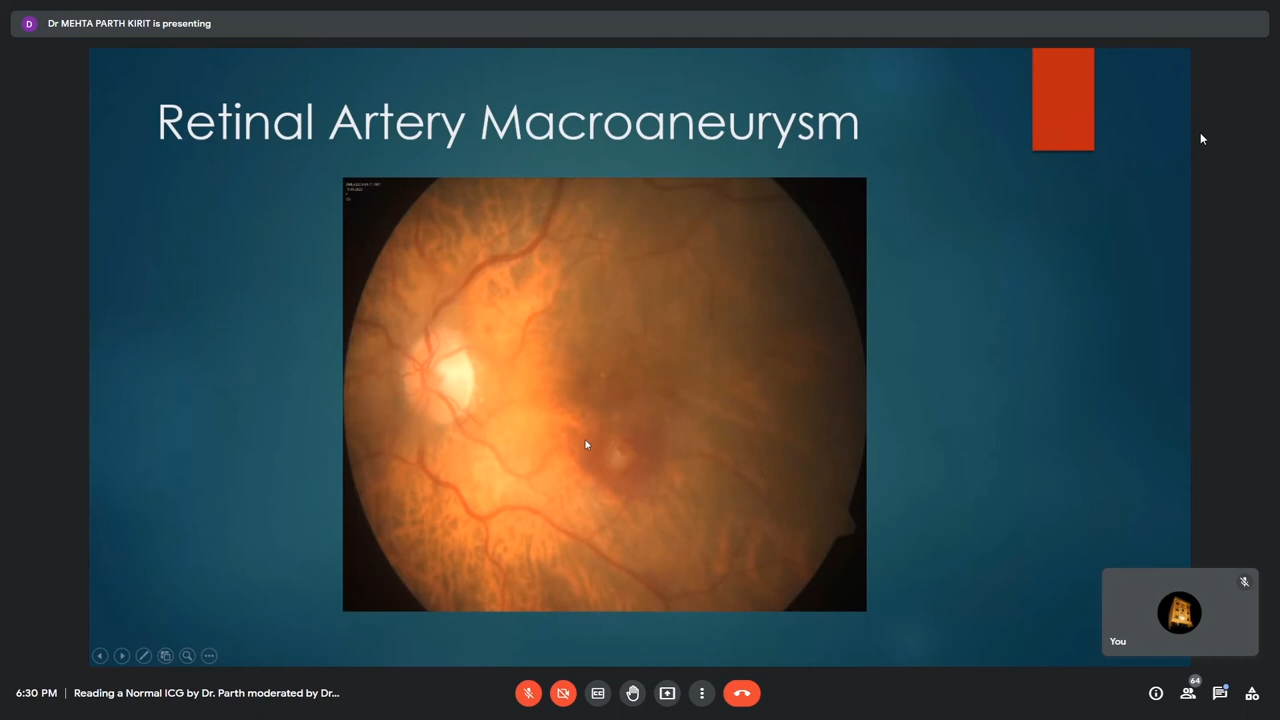 D Dr MEHTA PARTH KIRIT is presenting
Retinal Artery Macroaneurysm
You
64
6:30 PM | Reading a Normal ICG by Dr. Parth moderated by Dr...
CC